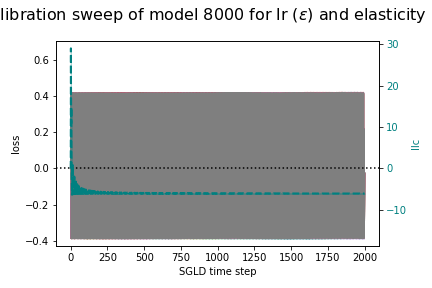 libration sweep of model 8000 for lr (ε) and elasticity
0.6
0.4
0.2
0.0
−0.2
−0.4
loss
30
20
10
0
−10
llc
0 250 500 750 1000 1250 1500 1750 2000
SGLD time step